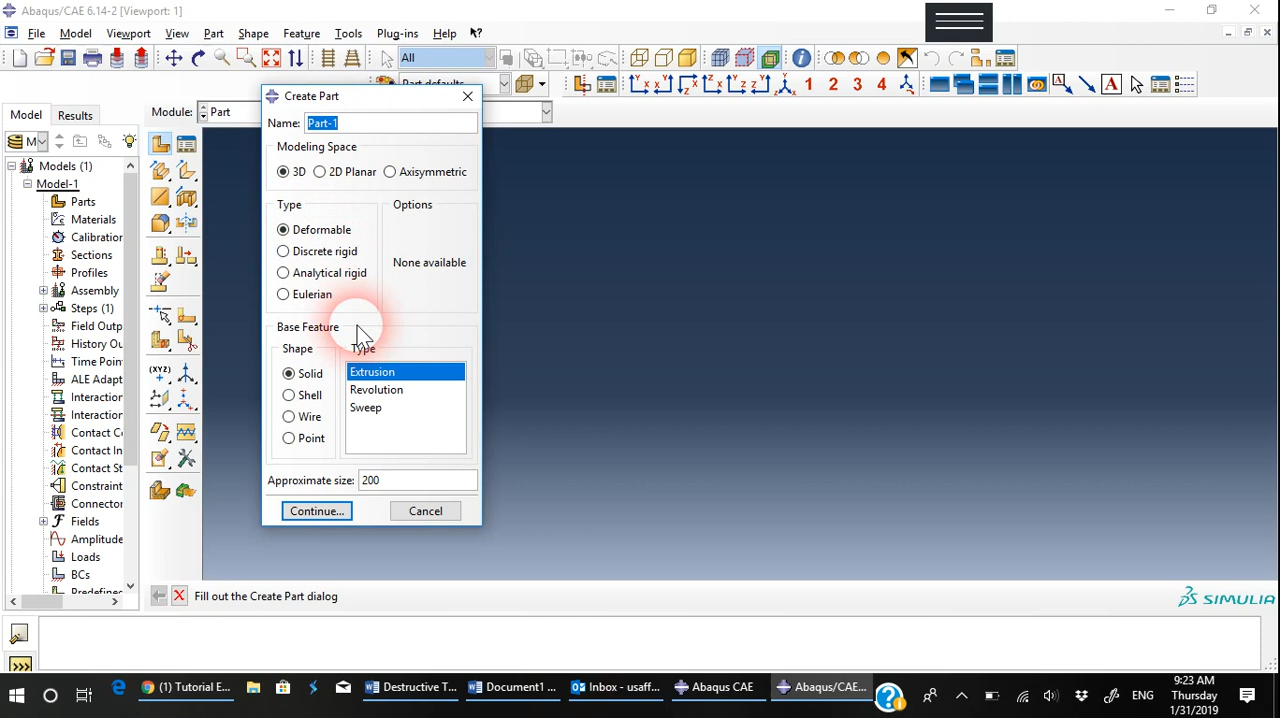 Abaqus/CAE 6.14-2 [Viewport: 1]
File Model Viewport View Part Shape Feature Tools Plug-ins Help
All
Part defaults
1 2 3 4 A
Model Results Module: Part
Create Part
Name: Part-1
Modeling Space
3D 2D Planar Axisymmetric
Type Options
Deformable
Discrete rigid
None available
Analytical rigid
Eulerian
Base Feature
Shape Type
Solid Extrusion
Shell Revolution
Wire Sweep
Point
Approximate size: 200
Continue... Cancel
Models (1)
Model-1
Parts
Materials
Calibration
Sections
Profiles
Assembly
Steps (1)
Field Outp
History Ou
Time Point
ALE Adapt
Interaction
Interaction
Contact Co
Contact In
Contact St
Constraint
Connector
Fields
Amplitude
Loads
BCs
Fill out the Create Part dialog
SIMULIA
>>>
(1) Tutorial E... Destructive T... Document1 ... Inbox - usaff... Abaqus CAE Abaqus/CAE... ENG
9:23 AM
Thursday
1/31/2019